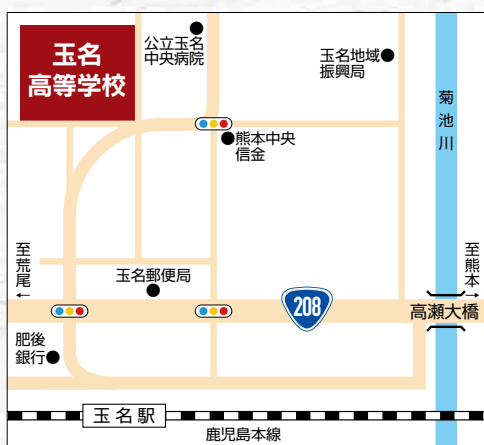 玉名
高等学校
公立玉名
中央病院
玉名地域
振興局
菊池川
熊本中央
信金
至荒尾
←
至熊本
→
玉名郵便局
208
高瀬大橋
肥後
銀行
玉名駅
鹿児島本線